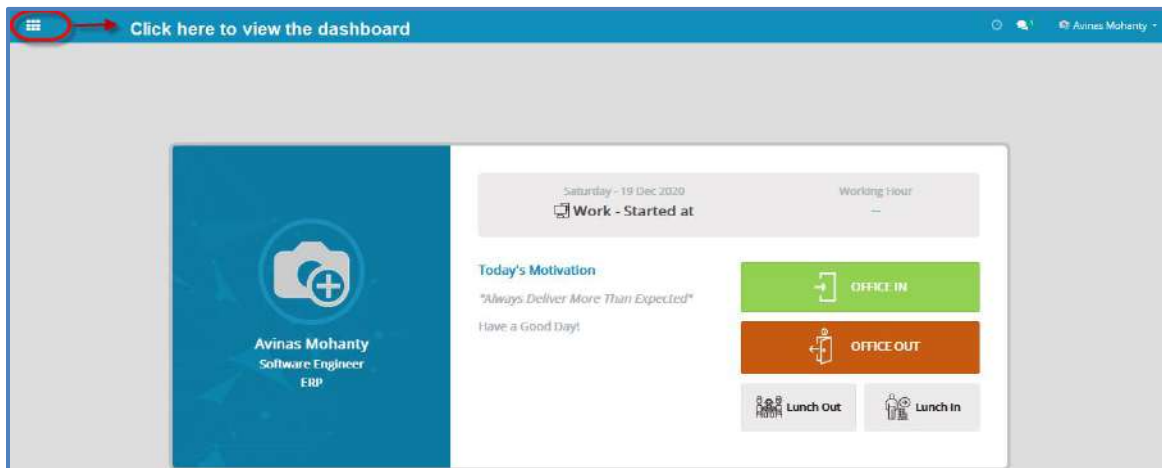 Click here to view the dashboard
1 Avinas Mohanty
Saturday - 19 Dec 2020
Working Hour
Work - Started at
--
Today's Motivation
"Always Deliver More Than Expected"
Have a Good Day!
OFFICE IN
OFFICE OUT
Lunch Out
Lunch In
Avinas Mohanty
Software Engineer
ERP